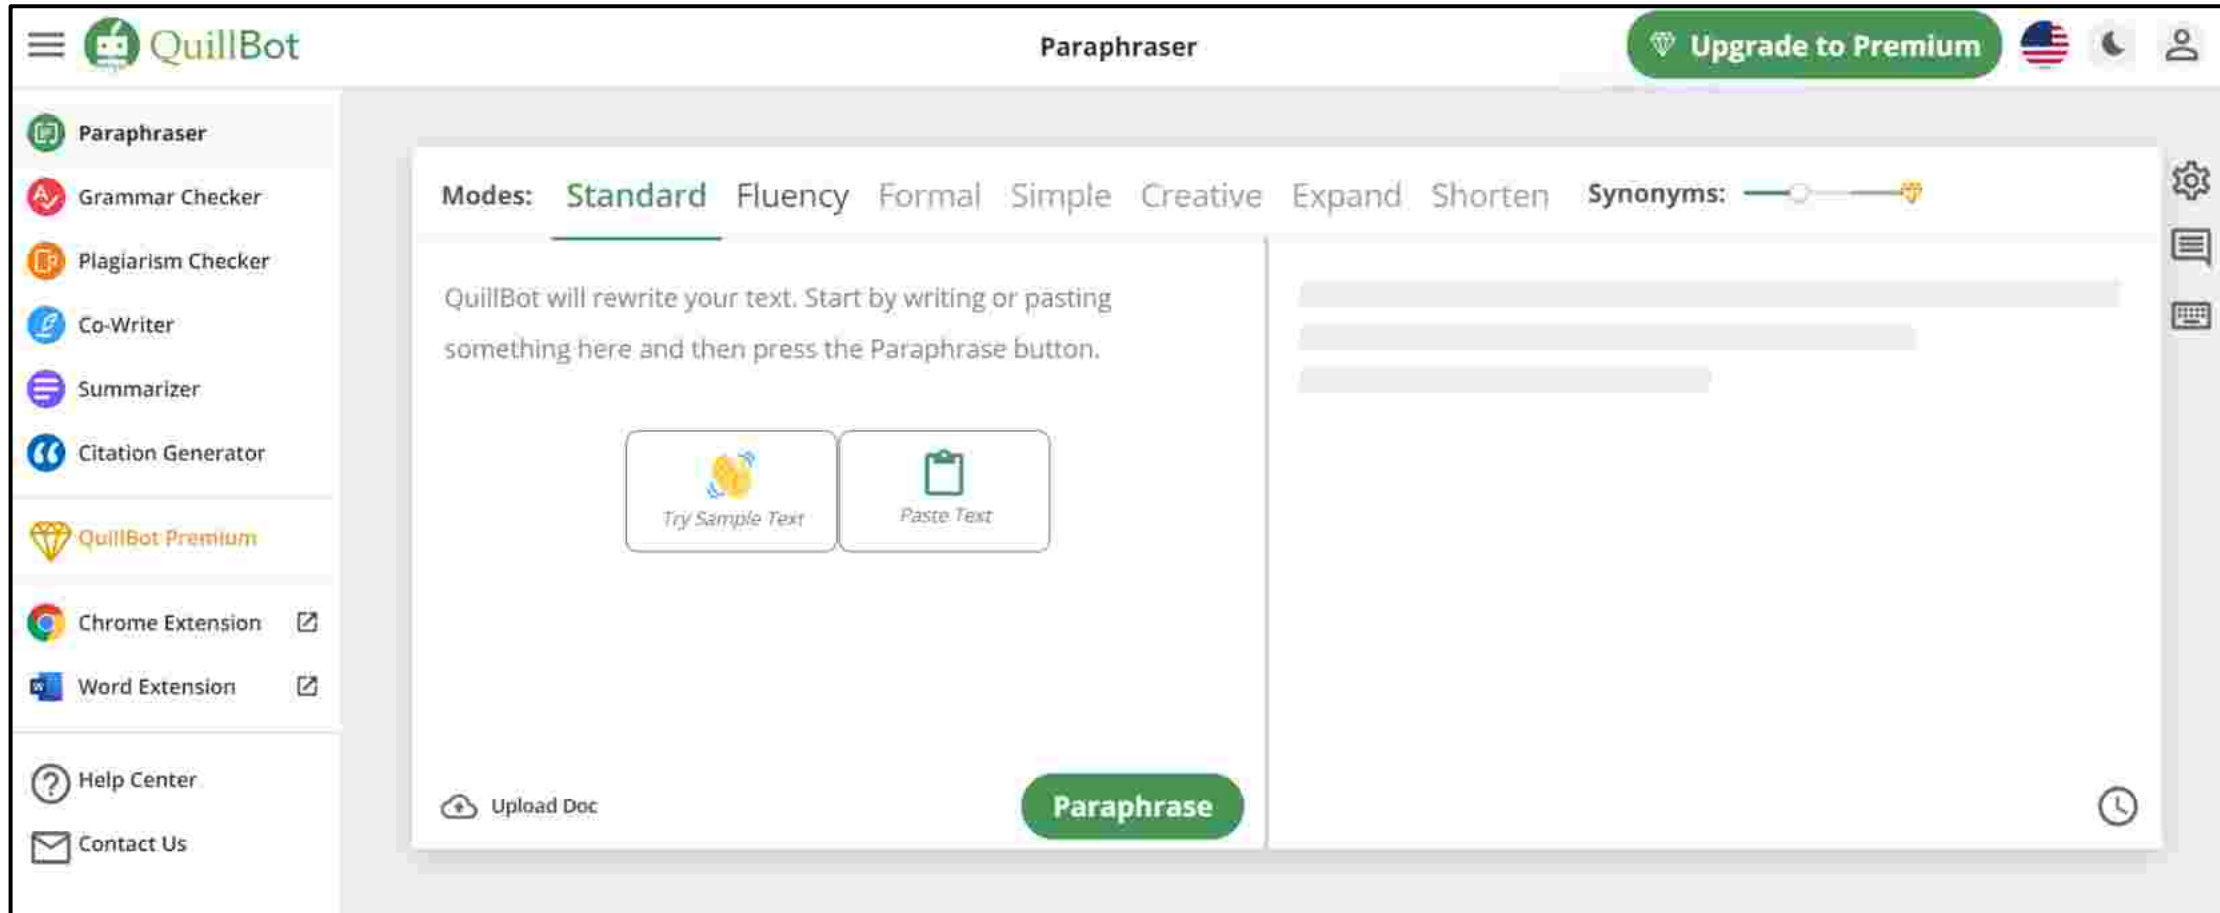 QuillBot
Paraphraser
Upgrade to Premium
Paraphraser
Grammar Checker
Plagiarism Checker
Co-Writer
Summarizer
Citation Generator
QuillBot Premium
Chrome Extension
Word Extension
Help Center
Contact Us
Modes: Standard Fluency Formal Simple Creative Expand Shorten Synonyms:
QuillBot will rewrite your text. Start by writing or pasting
something here and then press the Paraphrase button.
Try Sample Text
Paste Text
Upload Doc
Paraphrase